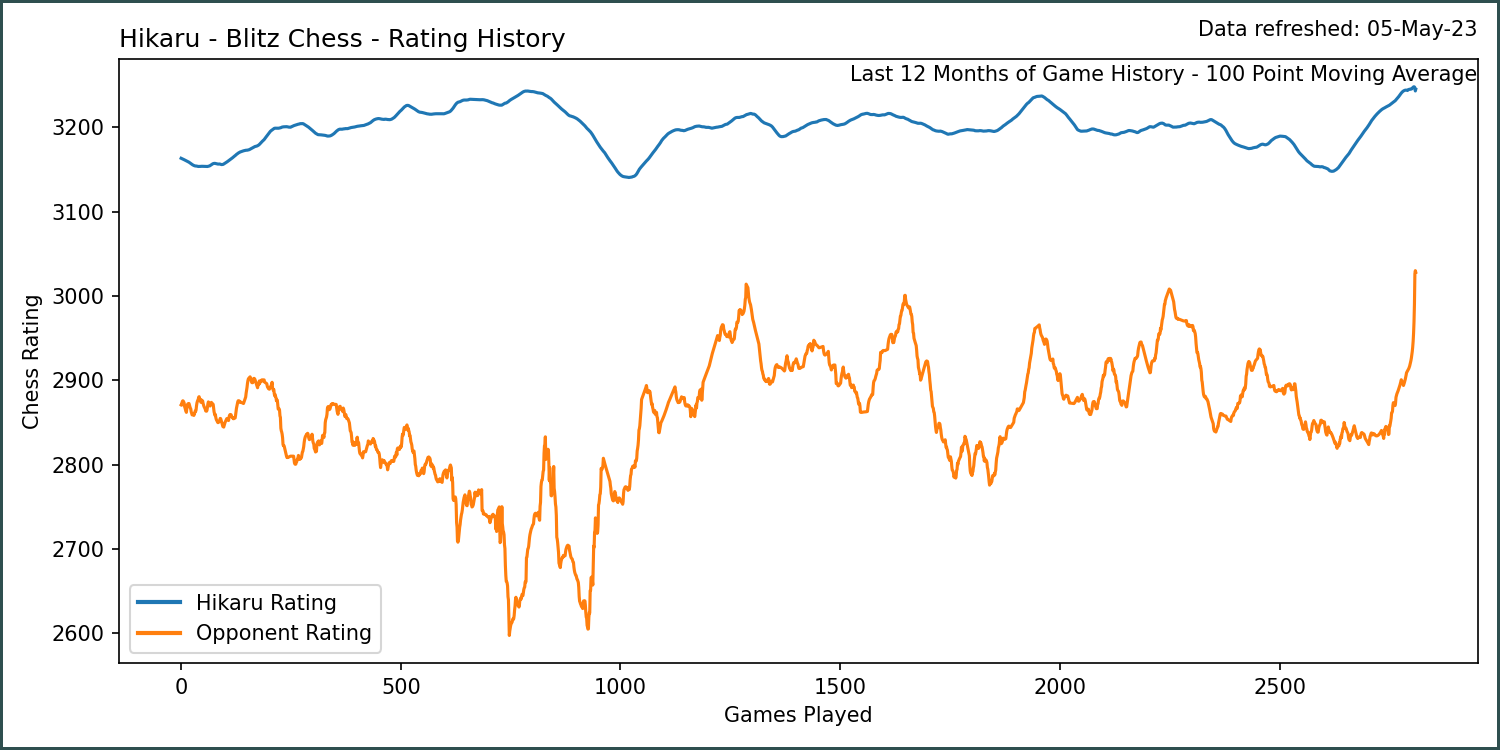 Data refreshed: 05-May-23
Hikaru - Blitz Chess - Rating History
Last 12 Months of Game History - 100 Point Moving Average
3200
3100
3000
2900
2800
2700
2600
Chess Rating
Hikaru Rating
Opponent Rating
0 500 1000 1500 2000 2500
Games Played